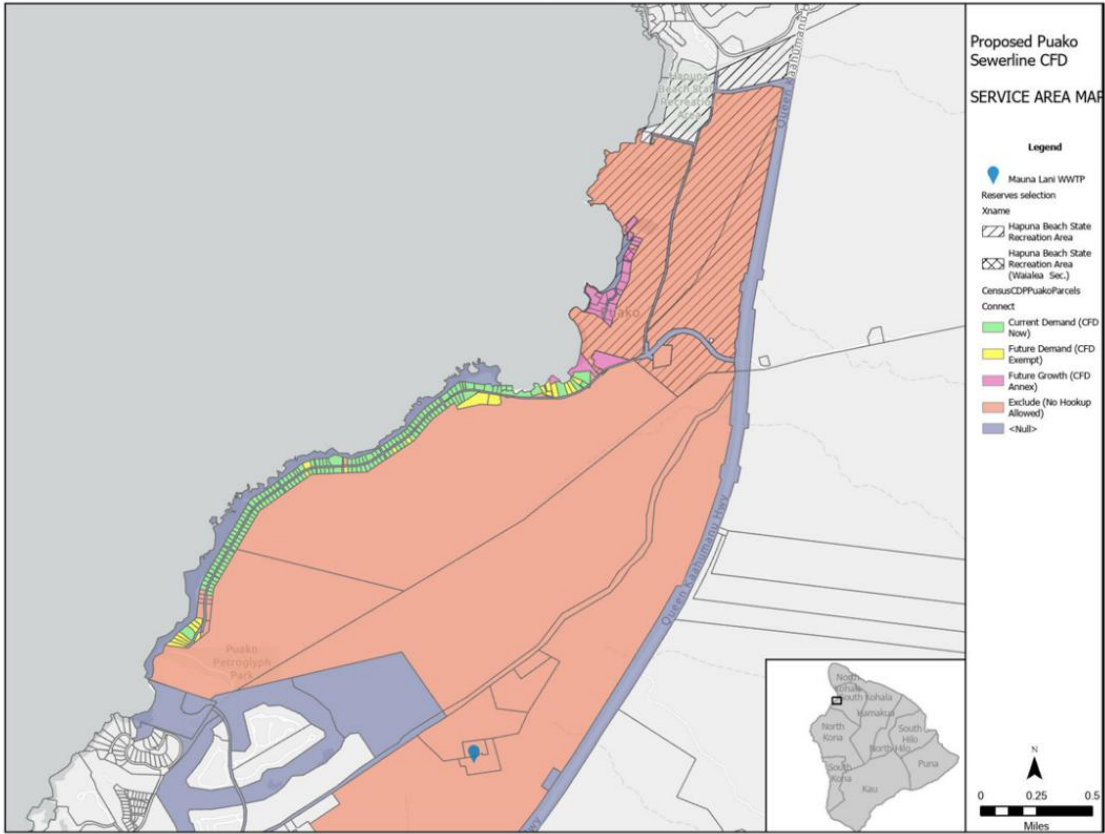 Proposed Puako
Sewerline CFD
SERVICE AREA MAP
Legend
Mauna Lani WWTP
Reserves selection
Xname
Hapuna Beach State
Recreation Area
Hapuna Beach State
Recreation Area
(Waialea Sec.)
CensusCDPPuakoParcels
Connect
Current Demand (CFD
Now)
Future Demand (CFD
Exempt)
Future Growth (CFD
Annex)
Exclude (No Hookup
Allowed)
<Null>
N
0 0.25 0.5
Miles
Hapuna
Beach Stat
Recreatio
Area
Queen Kaahumanu H
Puako
Queen Kaahumanu Hwy
Puako
Petroglyph
Park
Hwy
North
Kohala
South Kohala
Hamakua
North
Kona
South
Hilo
North Hilo
Puna
South
Kona
Kau